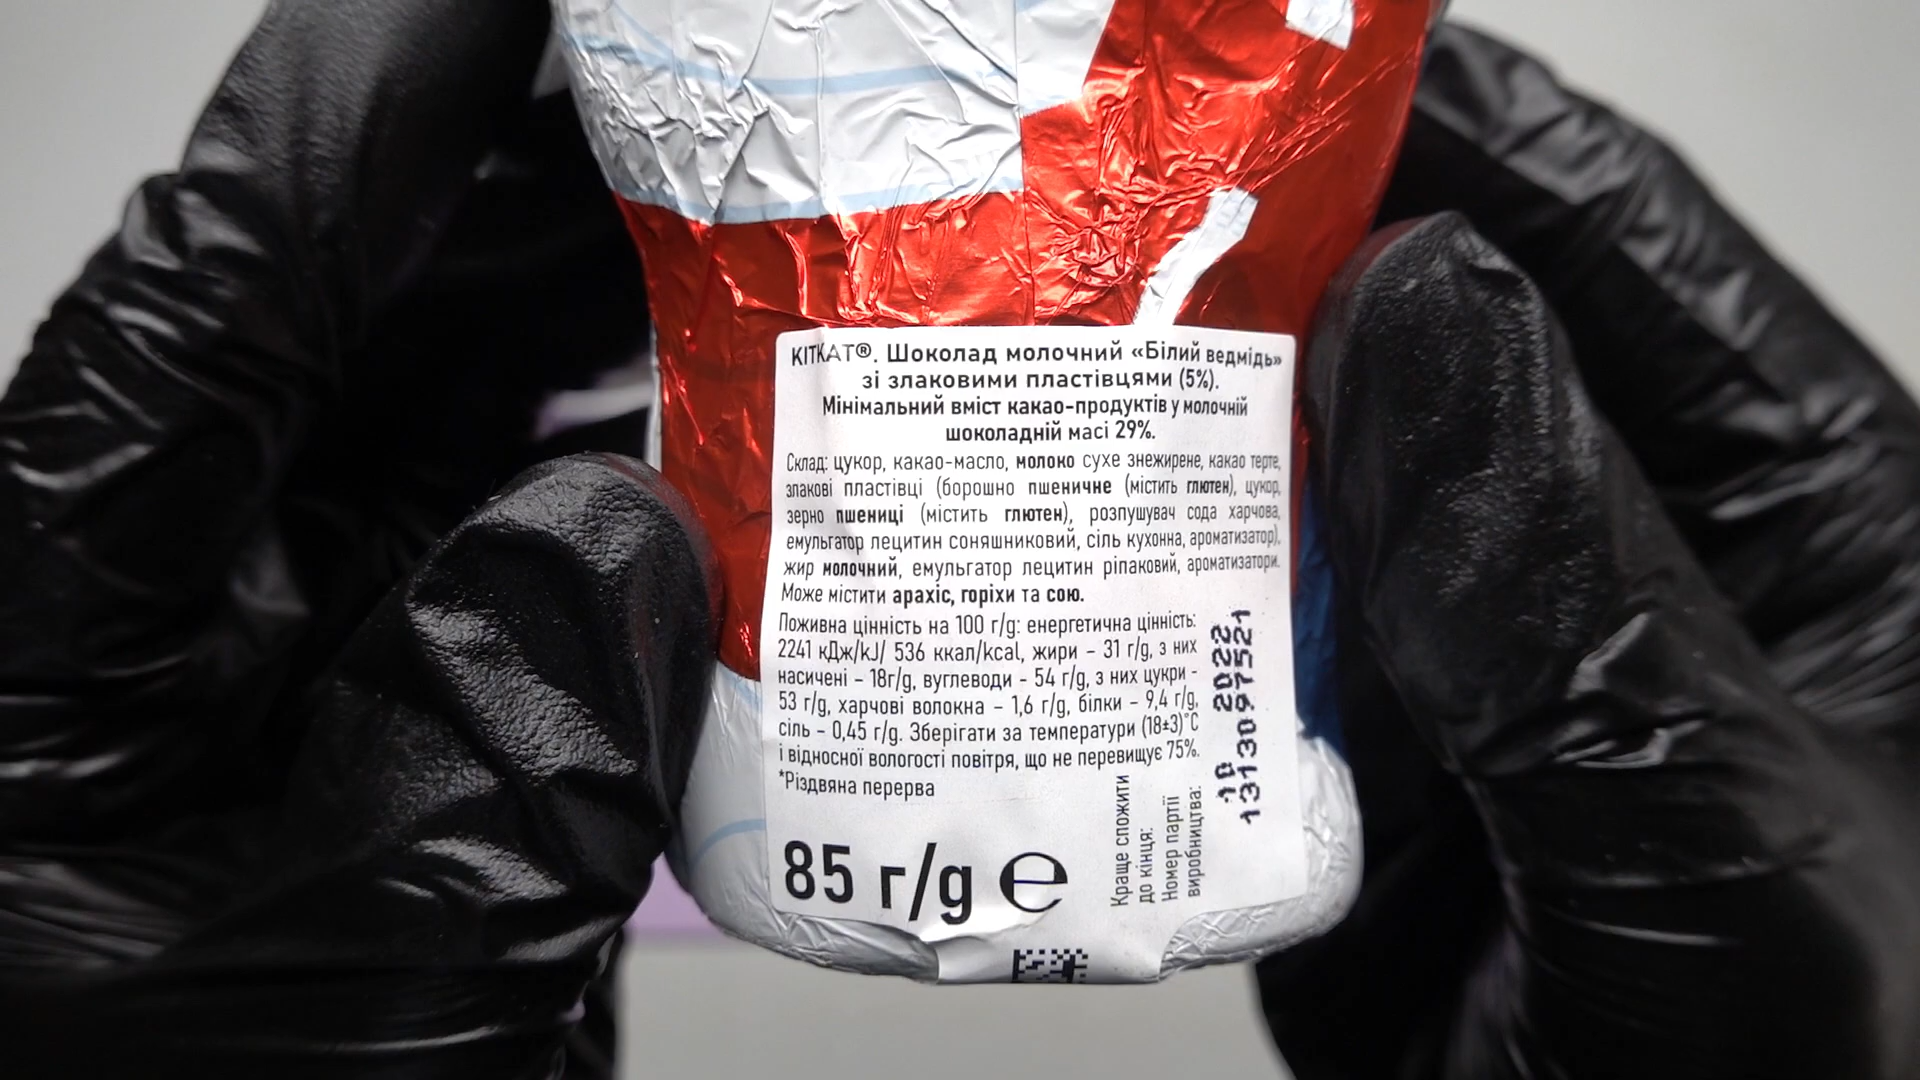 KITKAT®. Шоколад молочний «Білий ведмідь»
зі злаковими пластівцями (5%).
Мінімальний вміст какао-продуктів у молочній
шоколадній масі 29%.
Склад: цукор, какао-масло, молоко сухе знежирене, какао терте,
злакові пластівці (борошно пшеничне (містить глютен), цукор,
зерно пшениці (містить глютен), розпушувач сода харчова,
емульгатор лецитин соняшниковий, сіль кухонна, ароматизатор),
жир молочний, емульгатор лецитин ріпаковий, ароматизатори.
Може містити арахіс, горіхи та сою.
Поживна цінність на 100 г/g: енергетична цінність:
2241 кДж/kJ/ 536 ккал/kcal, жири – 31 г/g, з них
насичені – 18г/g, вуглеводи – 54 г/g, з них цукри -
53 г/g, харчові волокна – 1,6 г/g, білки – 9,4 г/g,
сіль – 0,45 г/g. Зберігати за температури (18±3)°C
і відносної вологості повітря, що не перевищує 75%.
*Різдвяна перерва
85 г/g ℮
Краще спожити
до кінця:
Номер партії
виробництва:
10 2022
1313097521